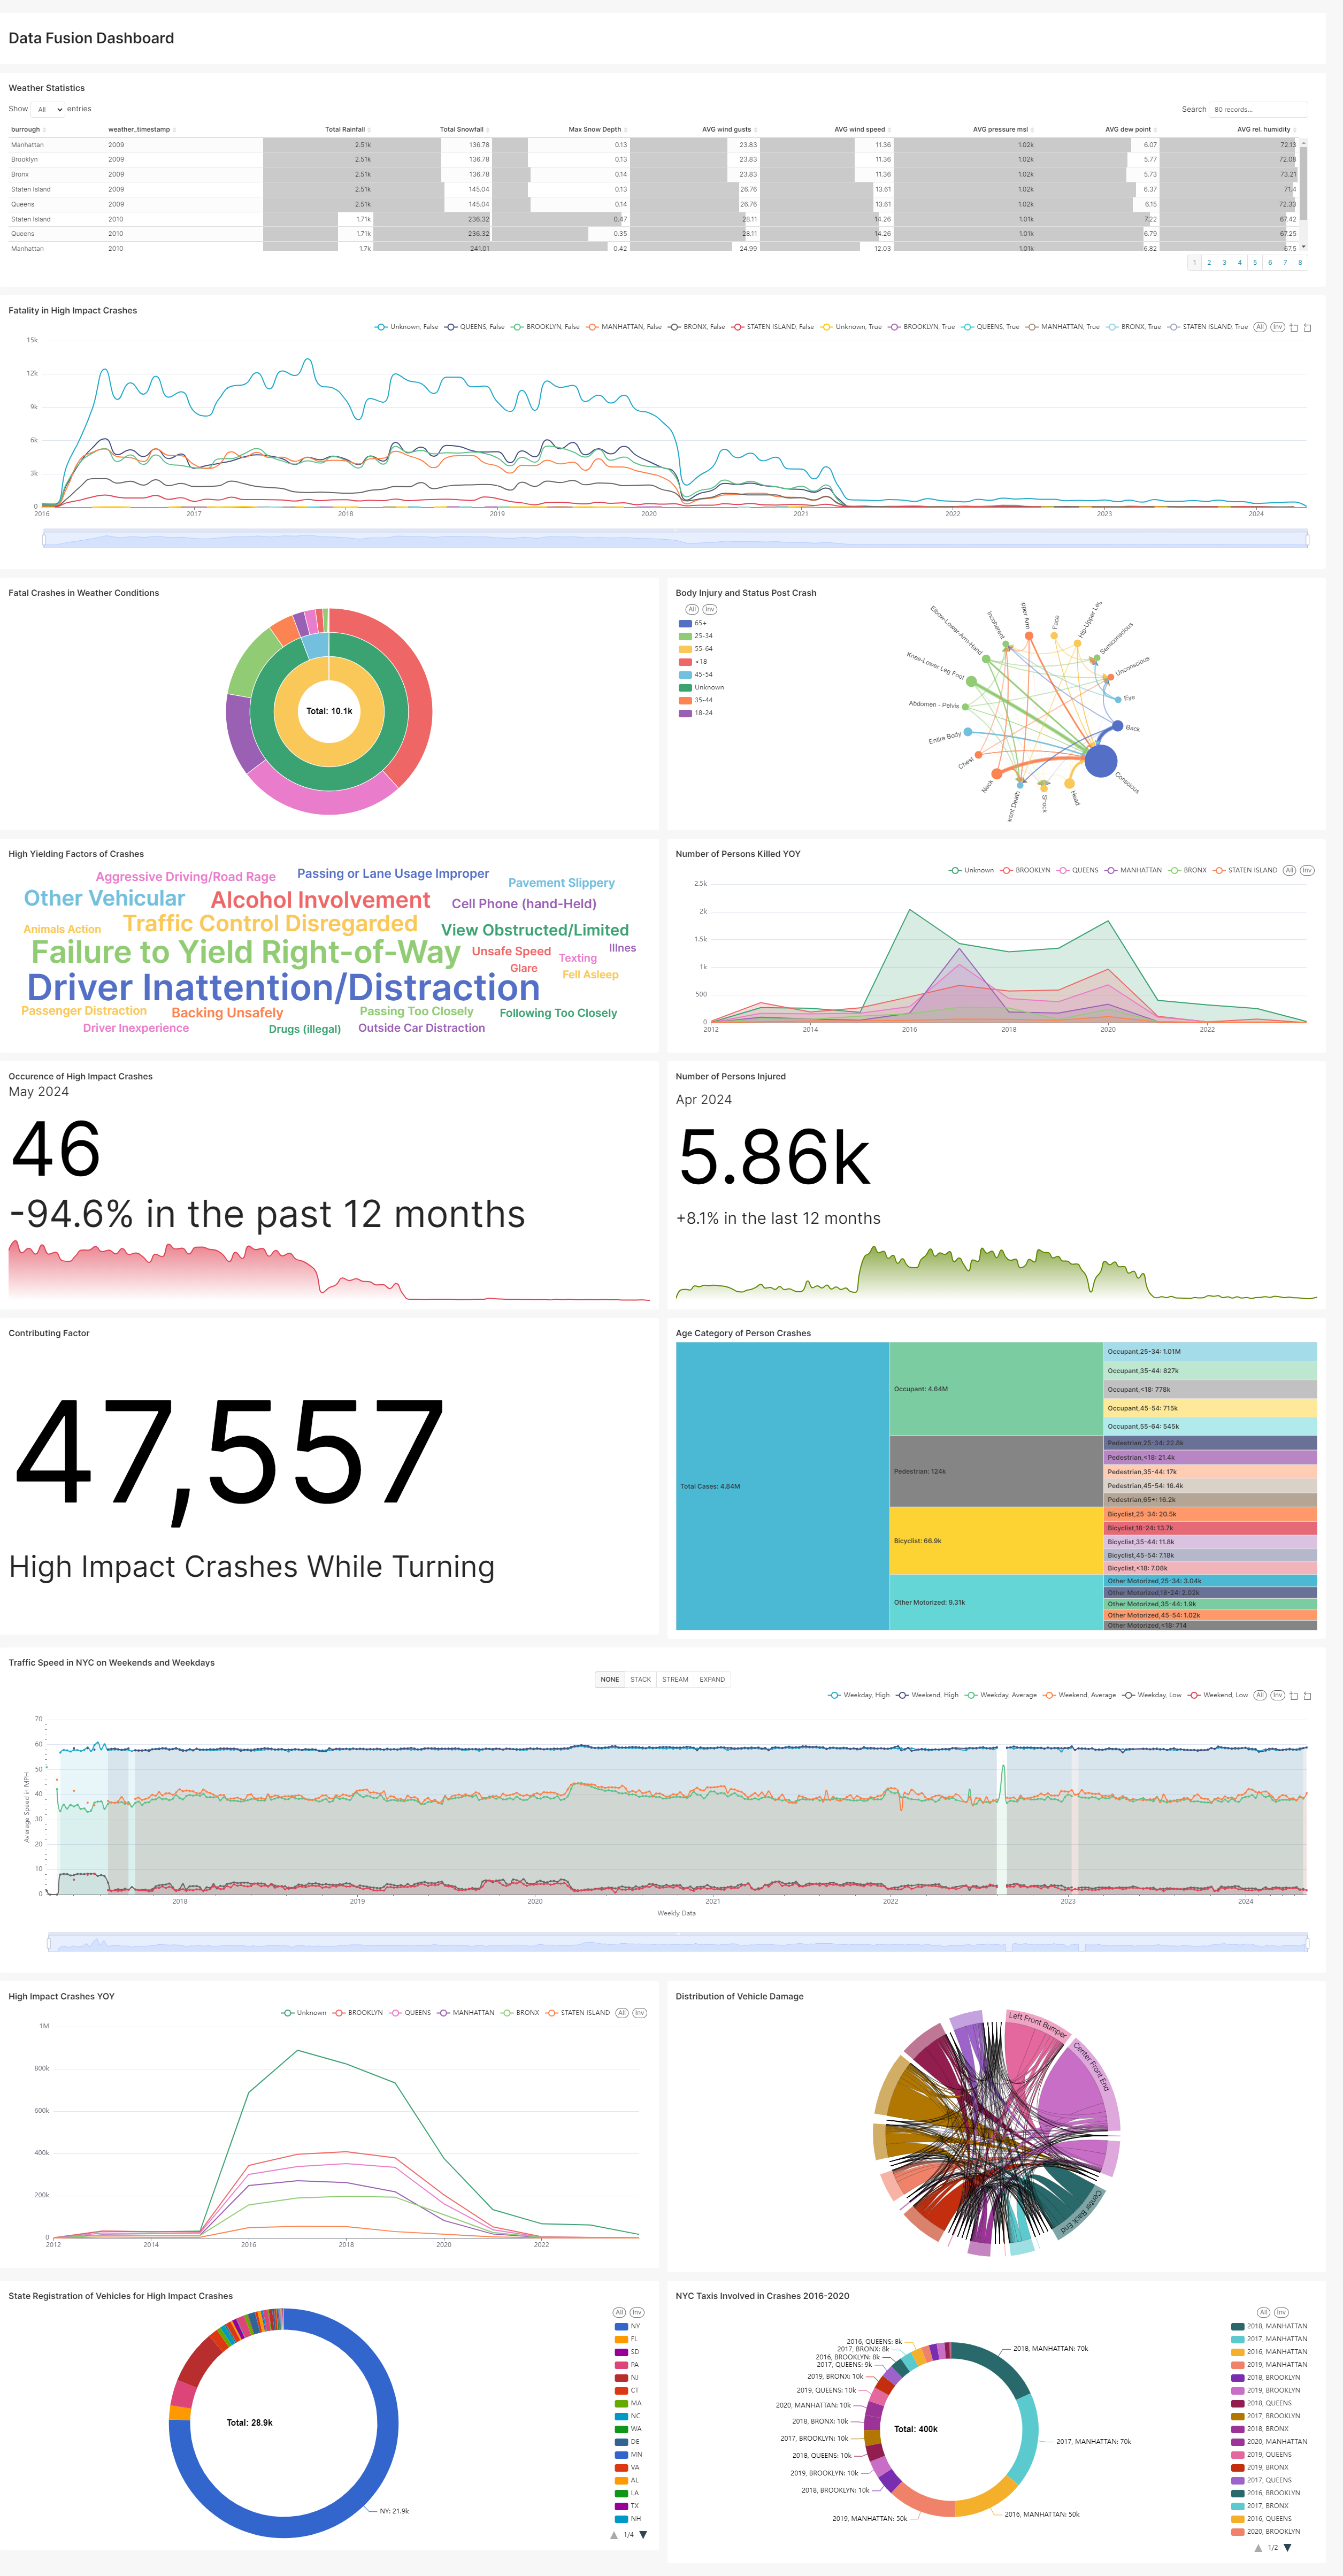 Data Fusion Dashboard
Weather Statistics
Show All entries
Search 80 records...
burrough weather_timestamp Total Rainfall Total Snowfall Max Snow Depth AVG wind gusts AVG wind speed AVG pressure msl AVG dew point AVG rel. humidity
Manhattan 2009 2.51k 136.78 0.13 23.83 11.36 1.02k 6.07 72.13
Brooklyn 2009 2.51k 136.78 0.13 23.83 11.36 1.02k 5.77 72.08
Bronx 2009 2.51k 136.78 0.14 23.83 11.36 1.02k 5.73 73.21
Staten Island 2009 2.51k 145.04 0.13 26.76 13.61 1.02k 6.37 71.4
Queens 2009 2.51k 145.04 0.14 26.76 13.61 1.02k 6.15 72.33
Staten Island 2010 1.71k 236.32 0.47 28.11 14.26 1.01k 7.22 67.42
Queens 2010 1.71k 236.32 0.35 28.11 14.26 1.01k 6.79 67.25
Manhattan 2010 1.7k 241.01 0.42 24.99 12.03 1.01k 6.82 67.5
1 2 3 4 5 6 7 8
Fatality in High Impact Crashes
Unknown, False QUEENS, False BROOKLYN, False MANHATTAN, False BRONX, False STATEN ISLAND, False Unknown, True BROOKLYN, True QUEENS, True MANHATTAN, True BRONX, True STATEN ISLAND, True All Inv
15k
12k
9k
6k
3k
0
2016 2017 2018 2019 2020 2021 2022 2023 2024
Fatal Crashes in Weather Conditions
Total: 10.1k
Body Injury and Status Post Crash
All Inv
65+
25-34
55-64
<18
45-54
Unknown
35-44
18-24
Elbow-Lower-Arm-Hand
Incoherent
pper Arm
Face
Hip-Upper Leg
Semiconscious
Unconscious
Eye
Back
Conscious
Head
Shock
rent Death
Neck
Chest
Entire Body
Abdomen - Pelvis
Knee-Lower Leg Foot
High Yielding Factors of Crashes
Aggressive Driving/Road Rage
Passing or Lane Usage Improper
Pavement Slippery
Other Vehicular
Alcohol Involvement
Cell Phone (hand-Held)
Animals Action
Traffic Control Disregarded
View Obstructed/Limited
Failure to Yield Right-of-Way
Unsafe Speed
Illnes
Texting
Glare
Fell Asleep
Driver Inattention/Distraction
Passenger Distraction
Backing Unsafely
Passing Too Closely
Following Too Closely
Driver Inexperience
Drugs (illegal)
Outside Car Distraction
Number of Persons Killed YOY
Unknown BROOKLYN QUEENS MANHATTAN BRONX STATEN ISLAND All Inv
2.5k
2k
1.5k
1k
500
0
2012 2014 2016 2018 2020 2022
Occurence of High Impact Crashes
May 2024
46
-94.6% in the past 12 months
Number of Persons Injured
Apr 2024
5.86k
+8.1% in the last 12 months
Contributing Factor
47,557
High Impact Crashes While Turning
Age Category of Person Crashes
Total Cases: 4.84M
Occupant: 4.64M
Pedestrian: 124k
Bicyclist: 66.9k
Other Motorized: 9.31k
Occupant,25-34: 1.01M
Occupant,35-44: 827k
Occupant,<18: 778k
Occupant,45-54: 715k
Occupant,55-64: 545k
Pedestrian,25-34: 22.8k
Pedestrian,<18: 21.4k
Pedestrian,35-44: 17k
Pedestrian,45-54: 16.4k
Pedestrian,65+: 16.2k
Bicyclist,25-34: 20.5k
Bicyclist,18-24: 13.7k
Bicyclist,35-44: 11.8k
Bicyclist,45-54: 7.18k
Bicyclist,<18: 7.08k
Other Motorized,25-34: 3.04k
Other Motorized,18-24: 2.02k
Other Motorized,35-44: 1.9k
Other Motorized,45-54: 1.02k
Other Motorized,<18: 714
Traffic Speed in NYC on Weekends and Weekdays
NONE STACK STREAM EXPAND
Weekday, High Weekend, High Weekday, Average Weekend, Average Weekday, Low Weekend, Low All Inv
70
60
50
40
30
20
10
0
Average Speed in MPH
2018 2019 2020 2021 2022 2023 2024
Weekly Data
High Impact Crashes YOY
Unknown BROOKLYN QUEENS MANHATTAN BRONX STATEN ISLAND All Inv
1M
800k
600k
400k
200k
0
2012 2014 2016 2018 2020 2022
Distribution of Vehicle Damage
Left Front Bumper
Center Front End
Center Back End
State Registration of Vehicles for High Impact Crashes
Total: 28.9k
NY: 21.9k
All Inv
NY
FL
SD
PA
NJ
CT
MA
NC
WA
DE
MN
VA
AL
LA
TX
NH
1/4
NYC Taxis Involved in Crashes 2016-2020
2016, QUEENS: 8k
2017, BRONX: 8k
2016, BROOKLYN: 8k
2017, QUEENS: 9k
2019, BRONX: 10k
2019, QUEENS: 10k
2020, MANHATTAN: 10k
2018, BRONX: 10k
2017, BROOKLYN: 10k
2018, QUEENS: 10k
2019, BROOKLYN: 10k
2018, BROOKLYN: 10k
2019, MANHATTAN: 50k
2016, MANHATTAN: 50k
2017, MANHATTAN: 70k
2018, MANHATTAN: 70k
Total: 400k
All Inv
2018, MANHATTAN
2017, MANHATTAN
2016, MANHATTAN
2019, MANHATTAN
2018, BROOKLYN
2019, BROOKLYN
2018, QUEENS
2017, BROOKLYN
2018, BRONX
2020, MANHATTAN
2019, QUEENS
2019, BRONX
2017, QUEENS
2016, BROOKLYN
2017, BRONX
2016, QUEENS
2020, BROOKLYN
1/2